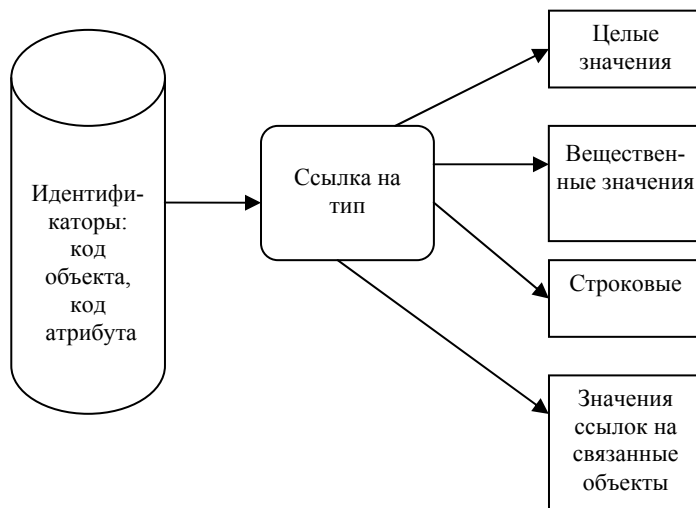 Идентифи-
каторы:
код
объекта,
код
атрибута
Ссылка на
тип
Целые
значения
Веществен-
ные значения
Строковые
Значения
ссылок на
связанные
объекты